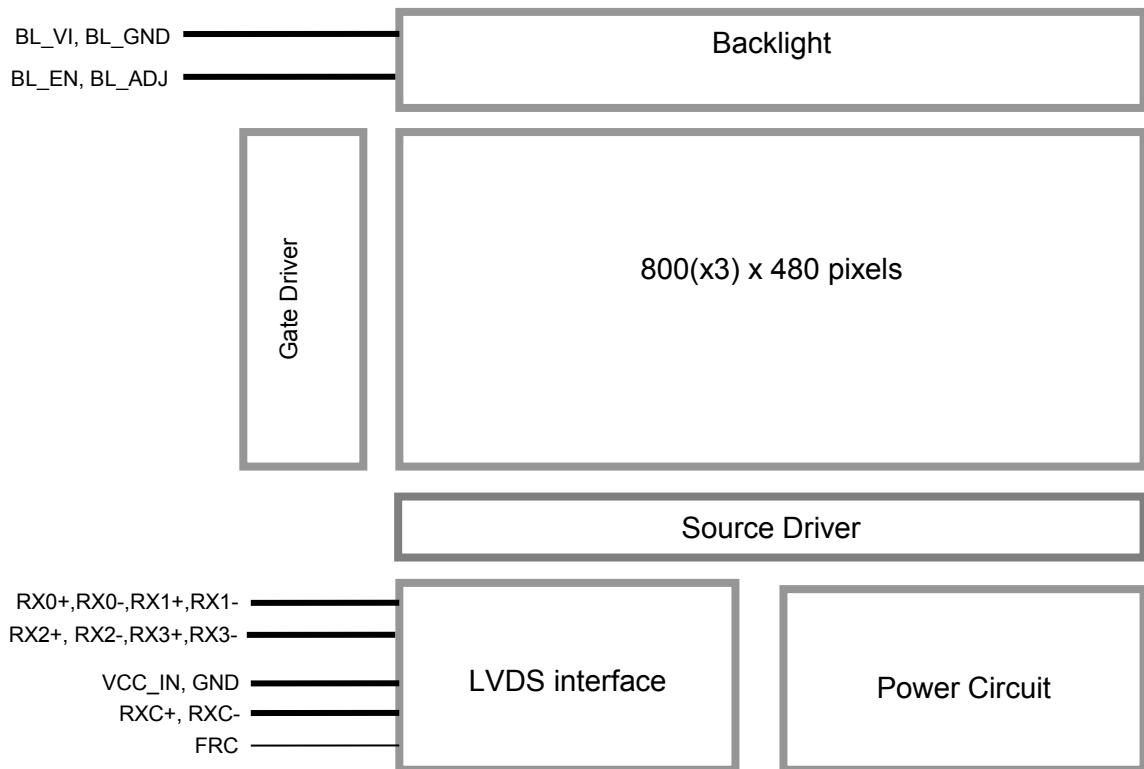 BL_VI, BL_GND
Backlight
BL_EN, BL_ADJ
Gate Driver
800(x3) x 480 pixels
Source Driver
RX0+,RX0-,RX1+,RX1-
RX2+, RX2-,RX3+,RX3-
VCC_IN, GND
LVDS interface
Power Circuit
RXC+, RXC-
FRC